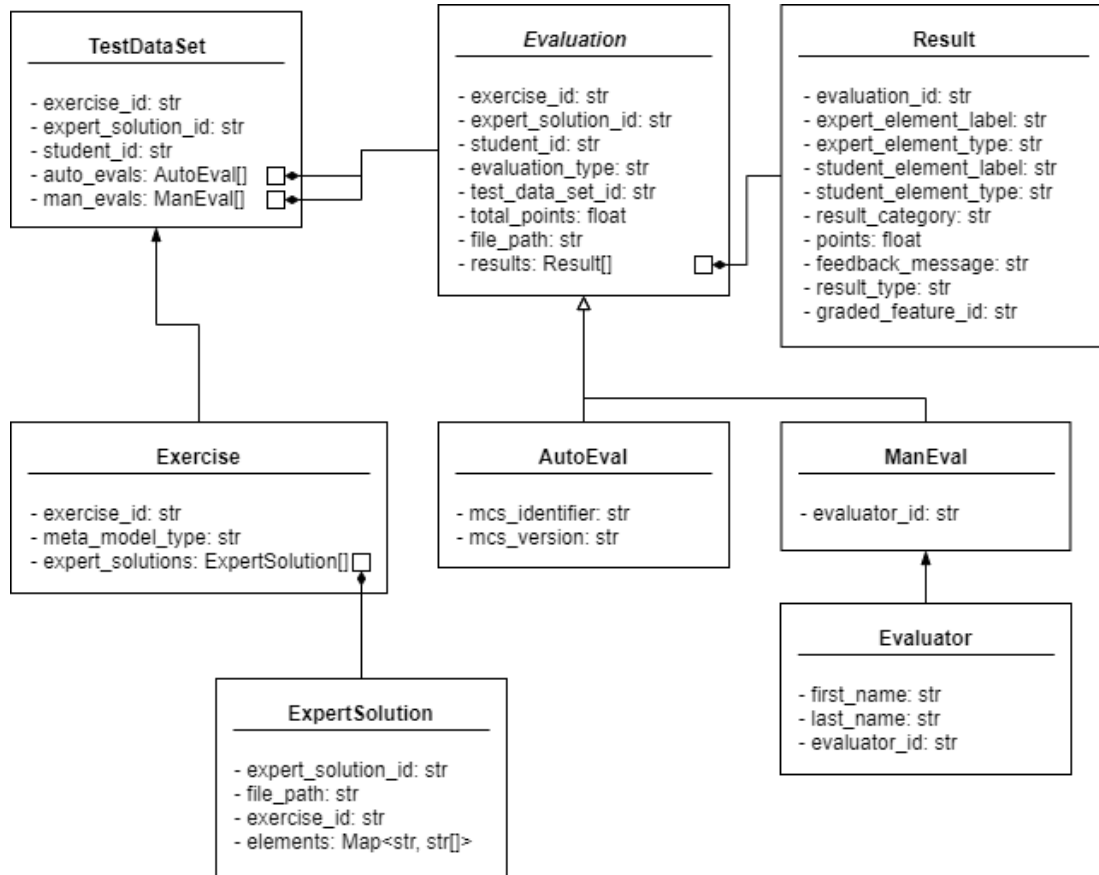 TestDataSet
- exercise_id: str
- expert_solution_id: str
- student_id: str
- auto_evals: AutoEval[]
- man_evals: ManEval[]
Evaluation
- exercise_id: str
- expert_solution_id: str
- student_id: str
- evaluation_type: str
- test_data_set_id: str
- total_points: float
- file_path: str
- results: Result[]
Result
- evaluation_id: str
- expert_element_label: str
- expert_element_type: str
- student_element_label: str
- student_element_type: str
- result_category: str
- points: float
- feedback_message: str
- result_type: str
- graded_feature_id: str
Exercise
- exercise_id: str
- meta_model_type: str
- expert_solutions: ExpertSolution[]
AutoEval
- mcs_identifier: str
- mcs_version: str
ManEval
- evaluator_id: str
Evaluator
- first_name: str
- last_name: str
- evaluator_id: str
ExpertSolution
- expert_solution_id: str
- file_path: str
- exercise_id: str
- elements: Map<str, str[]>